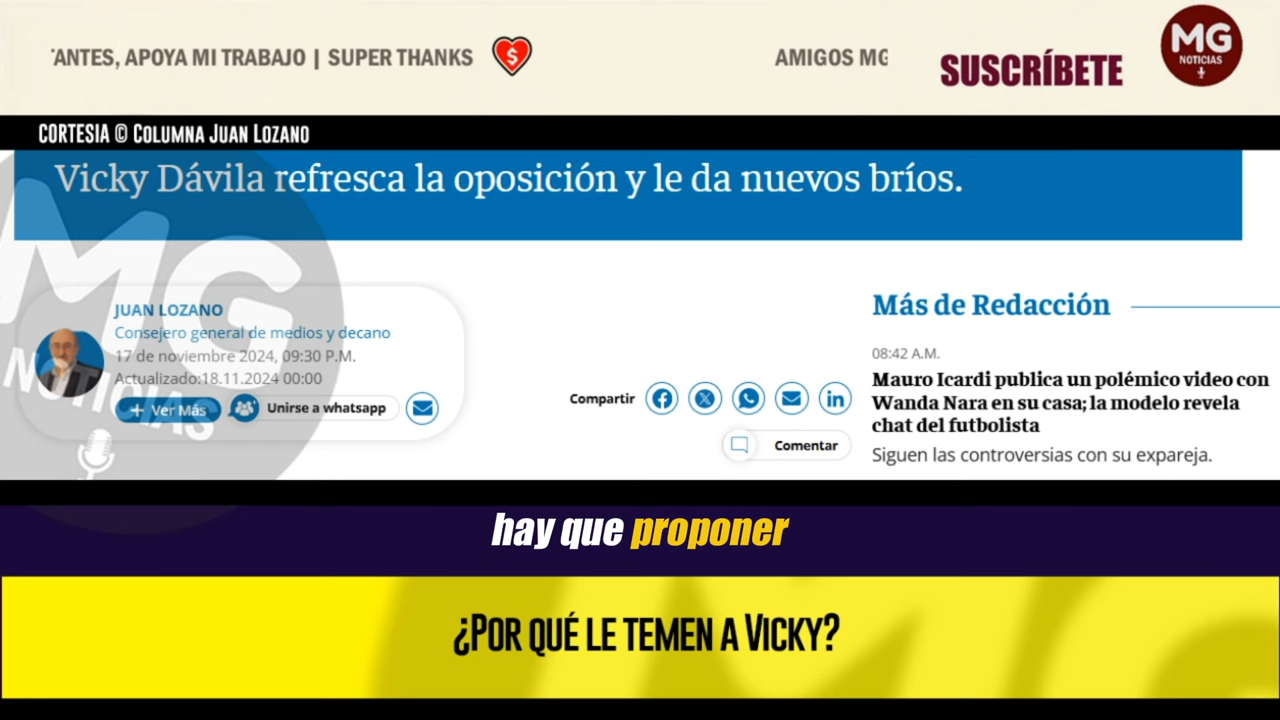 'ANTES, APOYA MI TRABAJO | SUPER THANKS
$
AMIGOS MG
SUSCRÍBETE
MG
NOTICIAS
CORTESIA © COLUMNA JUAN LOZANO
Vicky Dávila refresca la oposición y le da nuevos bríos.
MG
NOTICIAS
JUAN LOZANO
Consejero general de medios y decano
17 de noviembre 2024, 09:30 P.M.
Actualizado:18.11.2024 00:00
+ Ver Más
Unirse a whatsapp
Compartir
Comentar
Más de Redacción
08:42 A.M.
Mauro Icardi publica un polémico video con
Wanda Nara en su casa; la modelo revela
chat del futbolista
Siguen las controversias con su expareja.
hay que proponer
¿POR QUÉ LE TEMEN A VICKY?